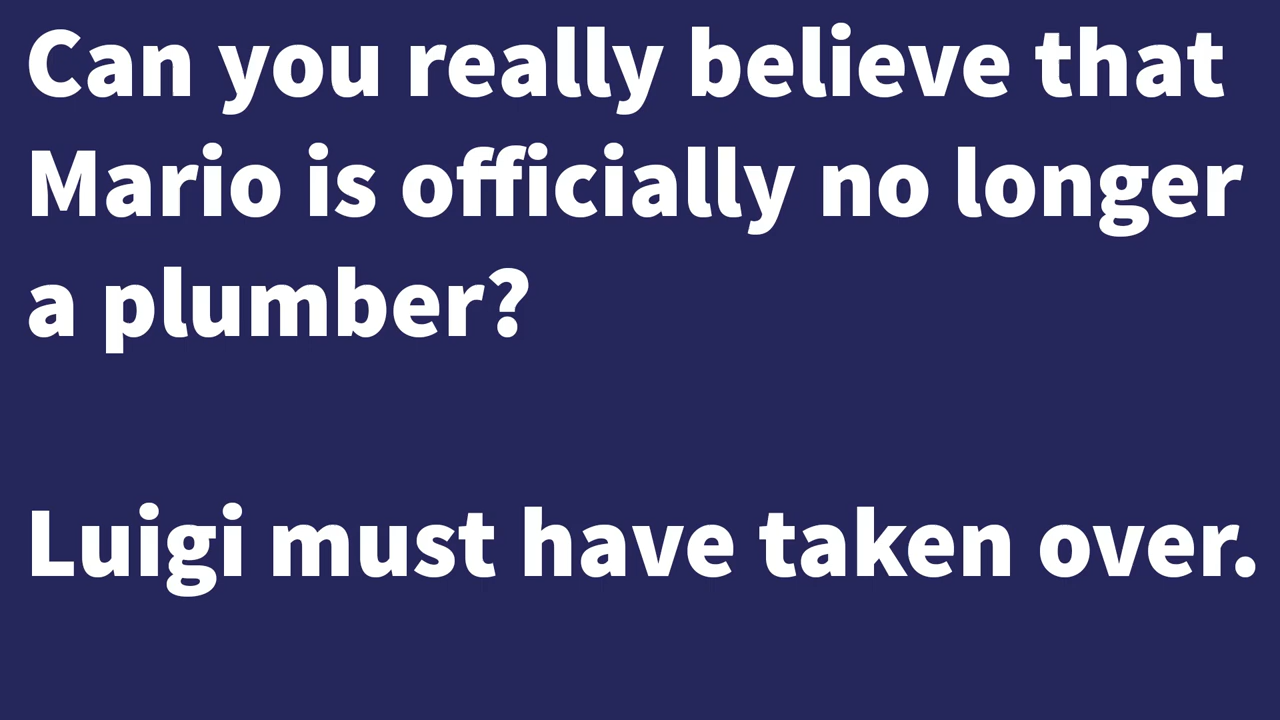 Can you really believe that
Mario is officially no longer
a plumber?
Luigi must have taken over.